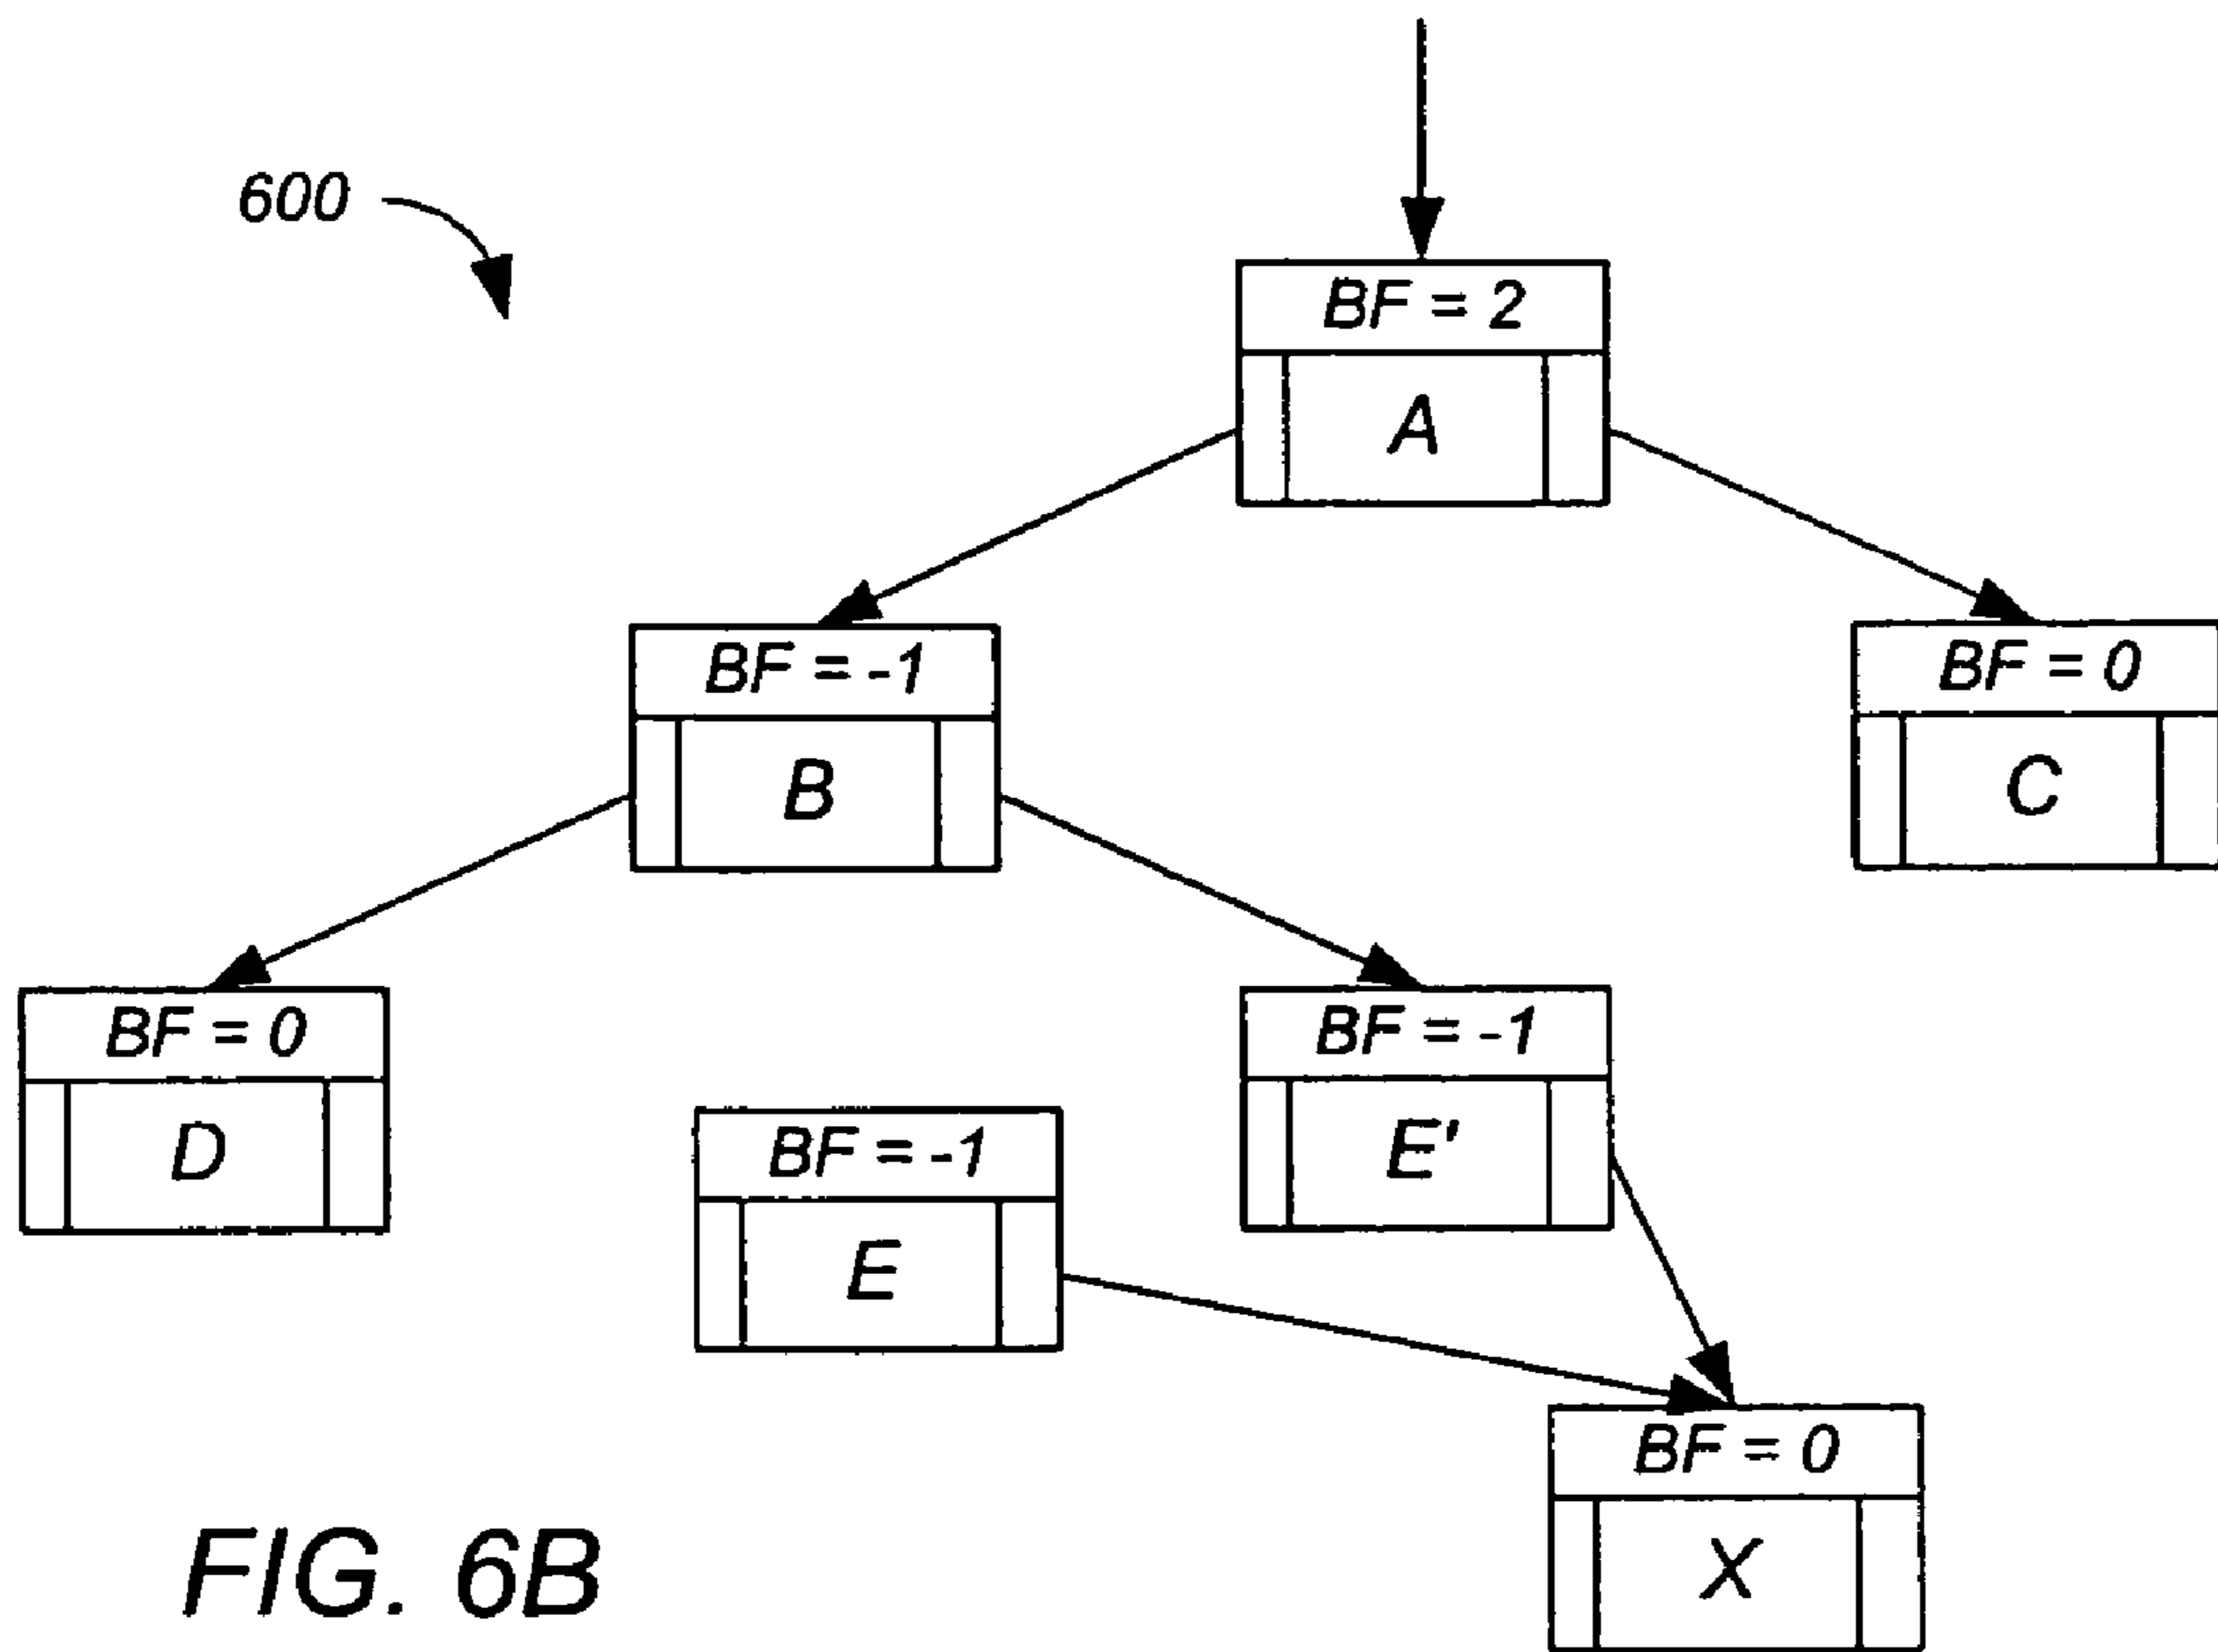 600
BF = 2
A
BF = -1
B
BF = 0
C
BF = 0
D
BF = -1
E
BF = -1
E'
BF = 0
X
FIG. 6B